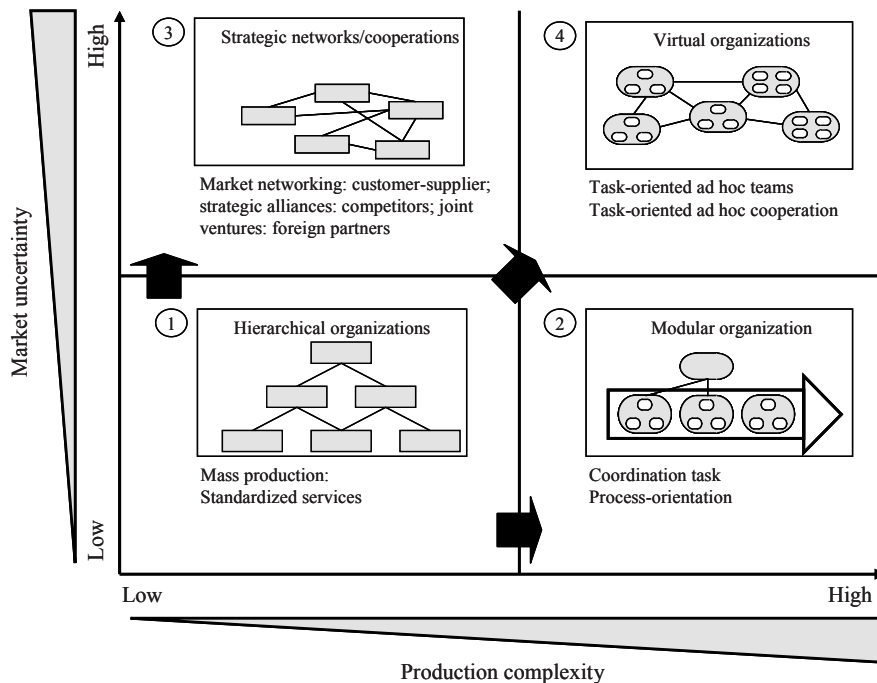 High
3
Strategic networks/cooperations
Market networking: customer-supplier;
strategic alliances: competitors; joint
ventures: foreign partners
4
Virtual organizations
Task-oriented ad hoc teams
Task-oriented ad hoc cooperation
Market uncertainty
1
Hierarchical organizations
Mass production:
Standardized services
2
Modular organization
Coordination task
Process-orientation
Low
Low
High
Production complexity